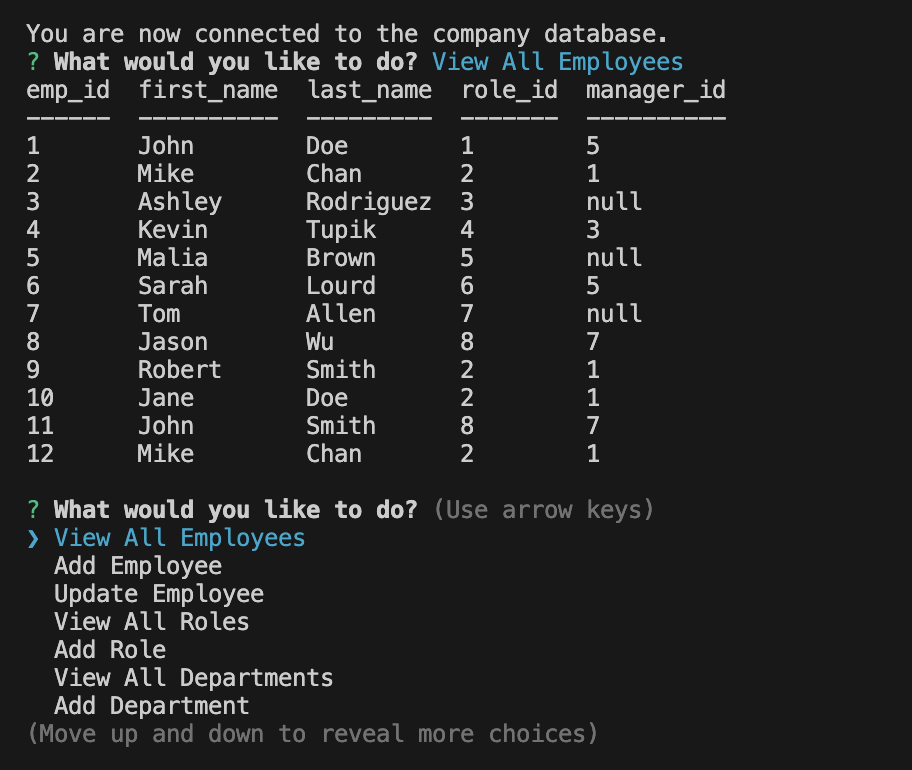 You are now connected to the company database.
? What would you like to do? View All Employees
emp_id  first_name  last_name  role_id  manager_id
------  ----------  ---------  -------  ----------
1       John        Doe        1        5
2       Mike        Chan       2        1
3       Ashley      Rodriguez  3        null
4       Kevin       Tupik      4        3
5       Malia       Brown      5        null
6       Sarah       Lourd      6        5
7       Tom         Allen      7        null
8       Jason       Wu         8        7
9       Robert      Smith      2        1
10      Jane        Doe        2        1
11      John        Smith      8        7
12      Mike        Chan       2        1
? What would you like to do? (Use arrow keys)
❯ View All Employees
  Add Employee
  Update Employee
  View All Roles
  Add Role
  View All Departments
  Add Department
(Move up and down to reveal more choices)